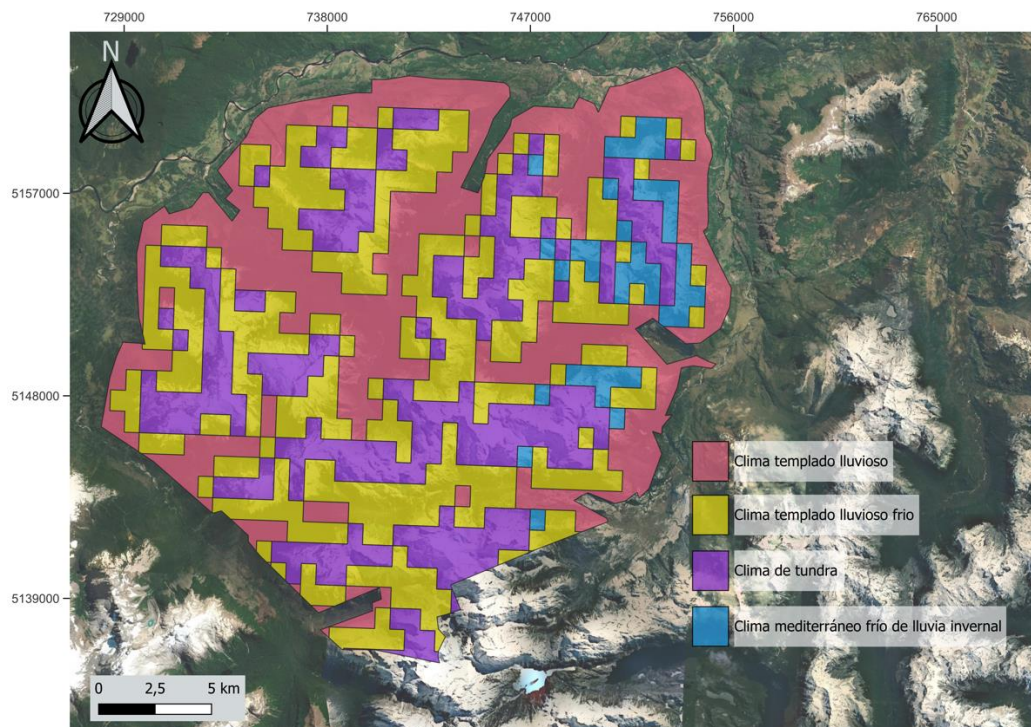 729000 738000 747000 756000 765000
N
5157000
5148000
5139000
Clima templado lluvioso
Clima templado lluvioso frio
Clima de tundra
Clima mediterráneo frío de lluvia invernal
0 2,5 5 km